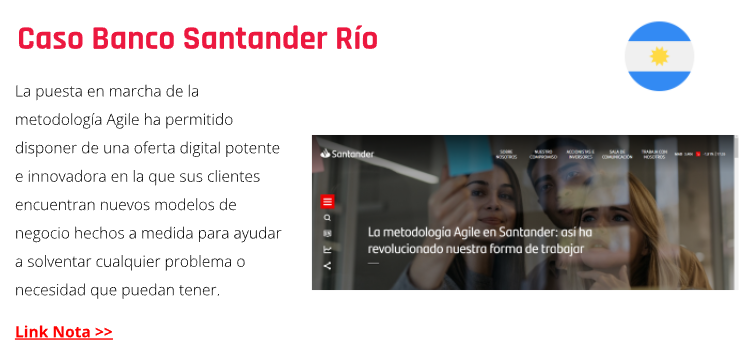 Caso Banco Santander Río
La puesta en marcha de la
metodología Agile ha permitido
disponer de una oferta digital potente
e innovadora en la que sus clientes
encuentran nuevos modelos de
negocio hechos a medida para ayudar
a solventar cualquier problema o
necesidad que puedan tener.
Link Nota >>
Santander
SOBRE NOSOTROS
NUESTRO COMPROMISO
ACCIONISTAS E INVERSORES
SALA DE COMUNICACIÓN
TRABAJA CON NOSOTROS
La metodología Agile en Santander: así ha
revolucionado nuestra forma de trabajar